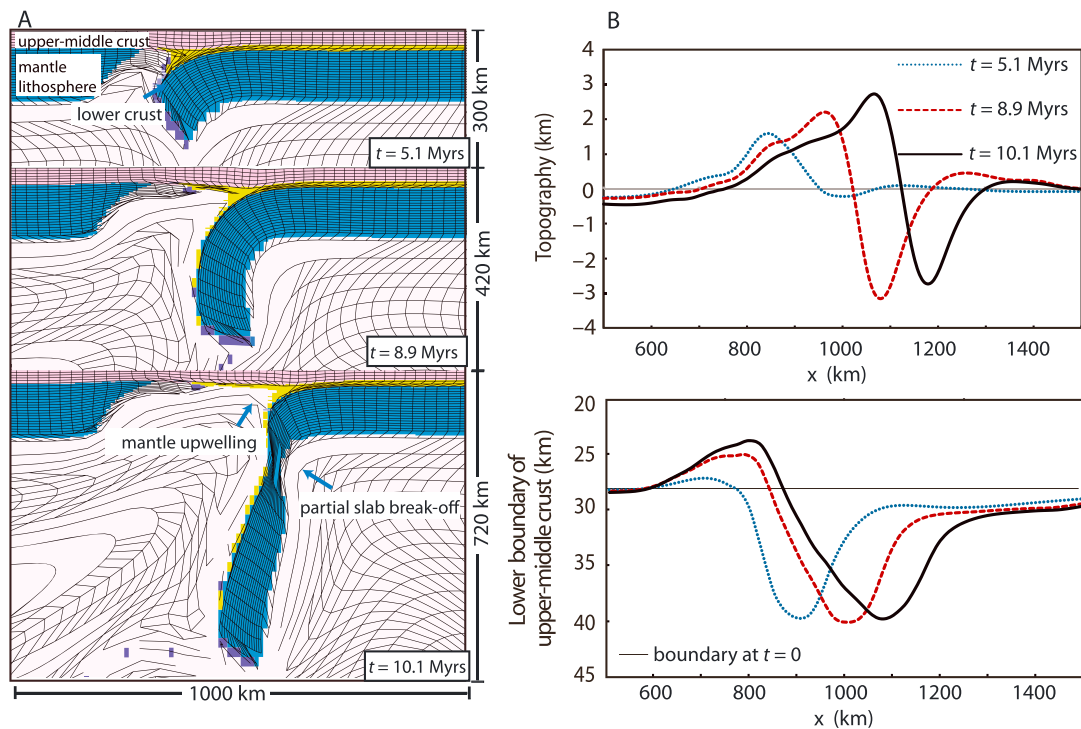 A
upper-middle crust
mantle
lithosphere
lower crust
300 km
t = 5.1 Myrs
420 km
t = 8.9 Myrs
mantle upwelling
partial slab break-off
720 km
t = 10.1 Myrs
1000 km
B
4
3
2
1
0
−1
−2
−3
−4
Topography (km)
t = 5.1 Myrs
t = 8.9 Myrs
t = 10.1 Myrs
600 800 1000 1200 1400
x (km)
20
25
30
35
40
45
Lower boundary of
upper-middle crust (km)
boundary at t = 0
600 800 1000 1200 1400
x (km)